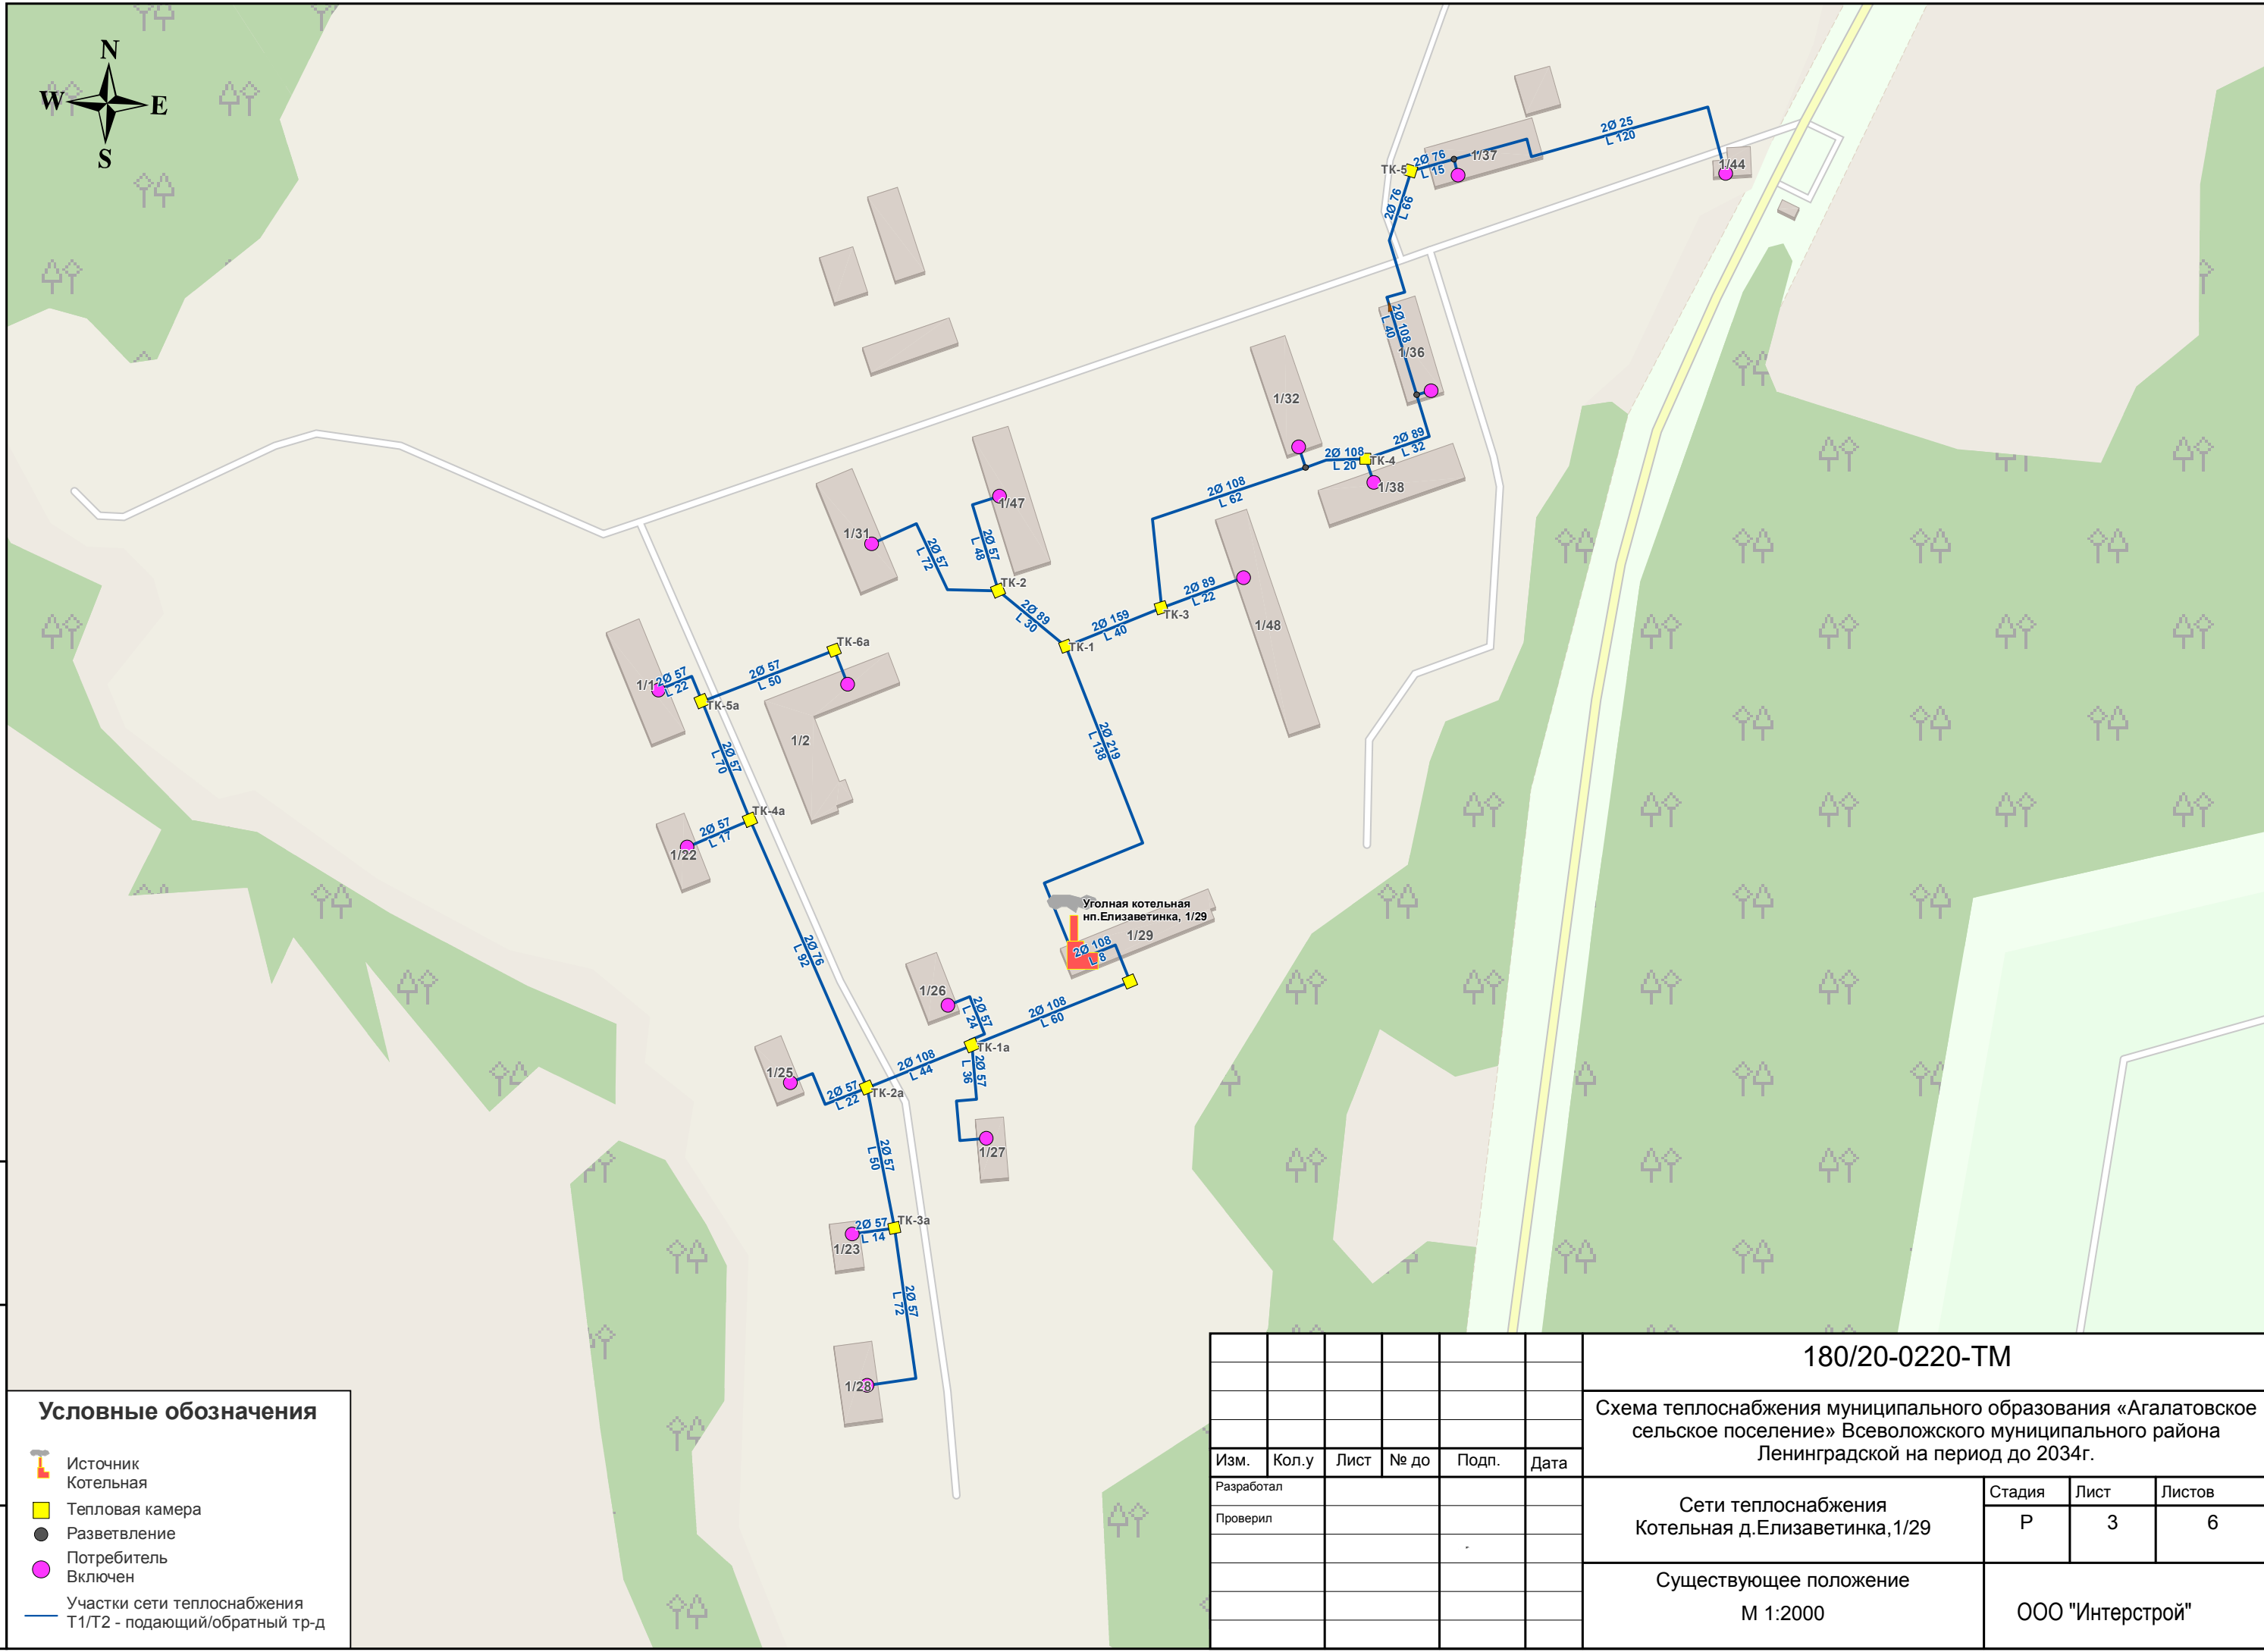 N
W
E
S
2Ø 25
L 120
1/44
1/37
2Ø 76
L 15
ТК-5
2Ø 76
L 66
2Ø 108
L 40
1/36
1/32
2Ø 89
L 32
2Ø 108
L 20
ТК-4
1/38
2Ø 108
L 62
1/47
1/31
2Ø 57
L 48
2Ø 57
L 72
ТК-2
2Ø 89
L 30
2Ø 159
L 40
ТК-3
2Ø 89
L 22
1/48
ТК-1
ТК-6а
2Ø 57
L 50
1/1
2Ø 57
L 22
ТК-5а
1/2
2Ø 57
L 70
2Ø 219
L 138
ТК-4а
2Ø 57
L 17
1/22
Уголная котельная
нп.Елизаветинка, 1/29
1/29
2Ø 108
L 8
2Ø 76
L 92
1/26
2Ø 57
L 24
2Ø 108
L 60
ТК-1а
2Ø 108
L 44
2Ø 57
L 36
1/25
2Ø 57
L 22
ТК-2а
1/27
2Ø 57
L 50
ТК-3а
2Ø 57
L 14
1/23
2Ø 57
L 72
1/28
Условные обозначения
Источник
Котельная
Тепловая камера
Разветвление
Потребитель
Включен
Участки сети теплоснабжения
Т1/Т2 - подающий/обратный тр-д
180/20-0220-ТМ
Схема теплоснабжения муниципального образования «Агалатовское
сельское поселение» Всеволожского муниципального района
Ленинградской на период до 2034г.
Изм. Кол.у Лист № до Подп. Дата
Разработал
Проверил
Сети теплоснабжения
Котельная д.Елизаветинка,1/29
Стадия Лист Листов
Р 3 6
Существующее положение
М 1:2000
ООО "Интерстрой"